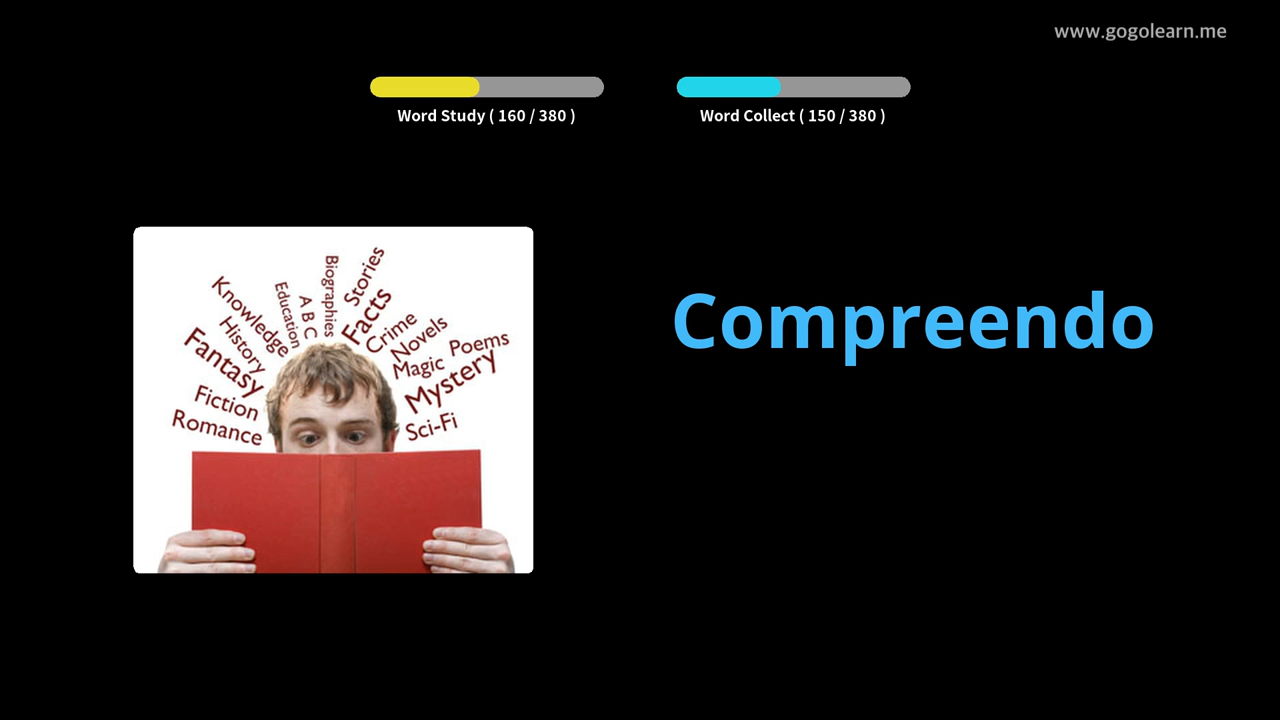 www.gogolearn.me
Word Study ( 160 / 380 )
Word Collect ( 150 / 380 )
Compreendo
Biographies
Stories
Knowledge
Education
A B C
Facts
History
Crime
Novels
Fantasy
Magic
Poems
Mystery
Fiction
Romance
Sci-Fi